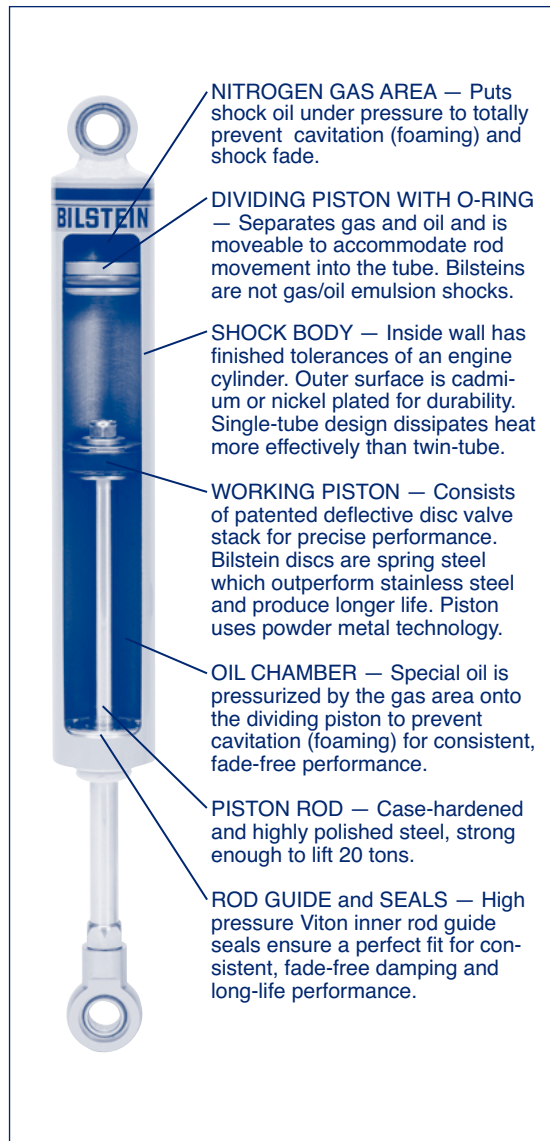 NITROGEN GAS AREA — Puts
shock oil under pressure to totally
prevent cavitation (foaming) and
shock fade.
DIVIDING PISTON WITH O-RING
— Separates gas and oil and is
moveable to accommodate rod
movement into the tube. Bilsteins
are not gas/oil emulsion shocks.
BILSTEIN
SHOCK BODY — Inside wall has
finished tolerances of an engine
cylinder. Outer surface is cadmi-
um or nickel plated for durability.
Single-tube design dissipates heat
more effectively than twin-tube.
WORKING PISTON — Consists
of patented deflective disc valve
stack for precise performance.
Bilstein discs are spring steel
which outperform stainless steel
and produce longer life. Piston
uses powder metal technology.
OIL CHAMBER — Special oil is
pressurized by the gas area onto
the dividing piston to prevent
cavitation (foaming) for consistent,
fade-free performance.
PISTON ROD — Case-hardened
and highly polished steel, strong
enough to lift 20 tons.
ROD GUIDE and SEALS — High
pressure Viton inner rod guide
seals ensure a perfect fit for con-
sistent, fade-free damping and
long-life performance.